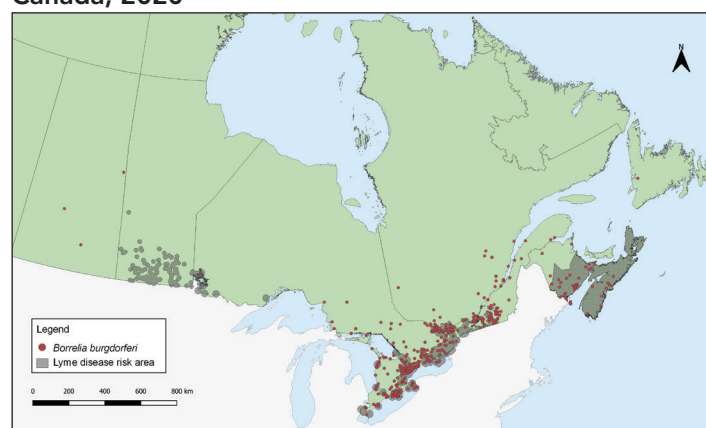 Canada, 2020
N
Legend
Borrelia burgdorferi
Lyme disease risk area
0 200 400 600 800 km